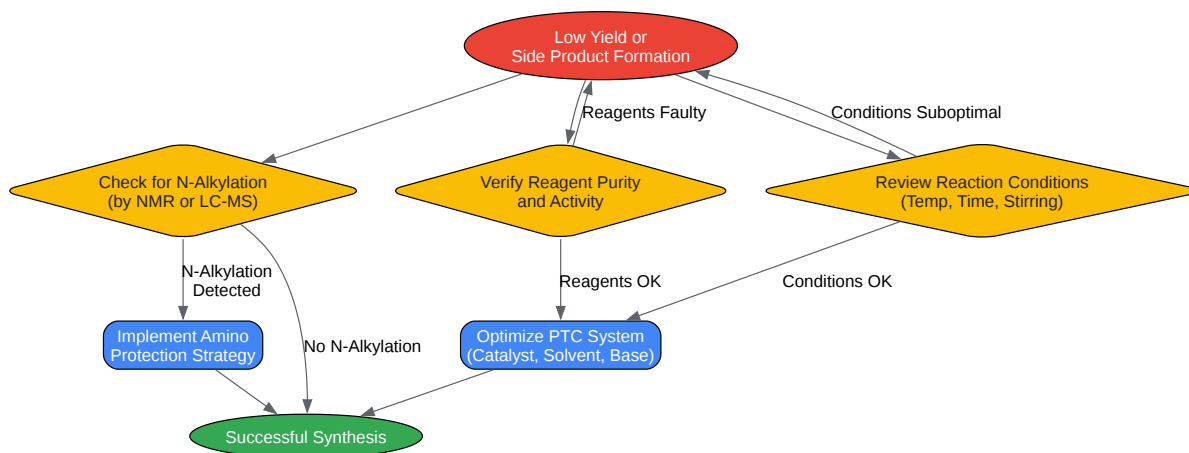 Low Yield or
Side Product Formation
Reagents Faulty
Conditions Suboptimal
Check for N-Alkylation
(by NMR or LC-MS)
Verify Reagent Purity
and Activity
Review Reaction Conditions
(Temp, Time, Stirring)
N-Alkylation
Detected
Reagents OK
Conditions OK
Implement Amino
Protection Strategy
No N-Alkylation
Optimize PTC System
(Catalyst, Solvent, Base)
Successful Synthesis